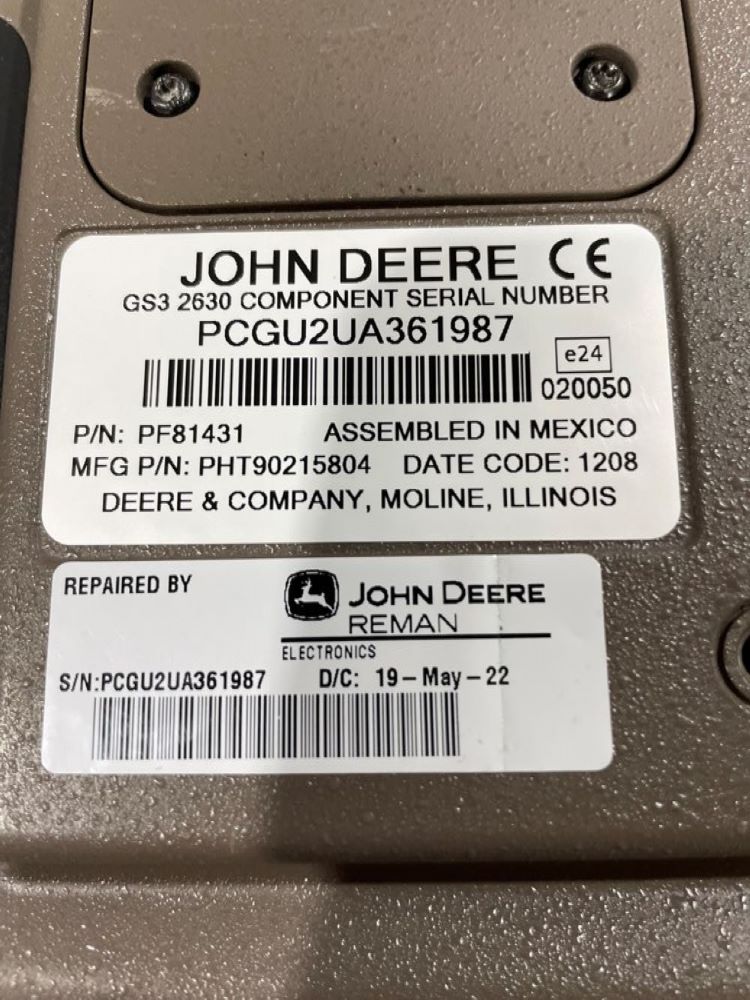 JOHN DEERE CE
GS3 2630 COMPONENT SERIAL NUMBER
PCGU2UA361987
e24
020050
P/N: PF81431 ASSEMBLED IN MEXICO
MFG P/N: PHT90215804 DATE CODE: 1208
DEERE & COMPANY, MOLINE, ILLINOIS
REPAIRED BY
JOHN DEERE
REMAN
ELECTRONICS
S/N:PCGU2UA361987 D/C: 19-May-22